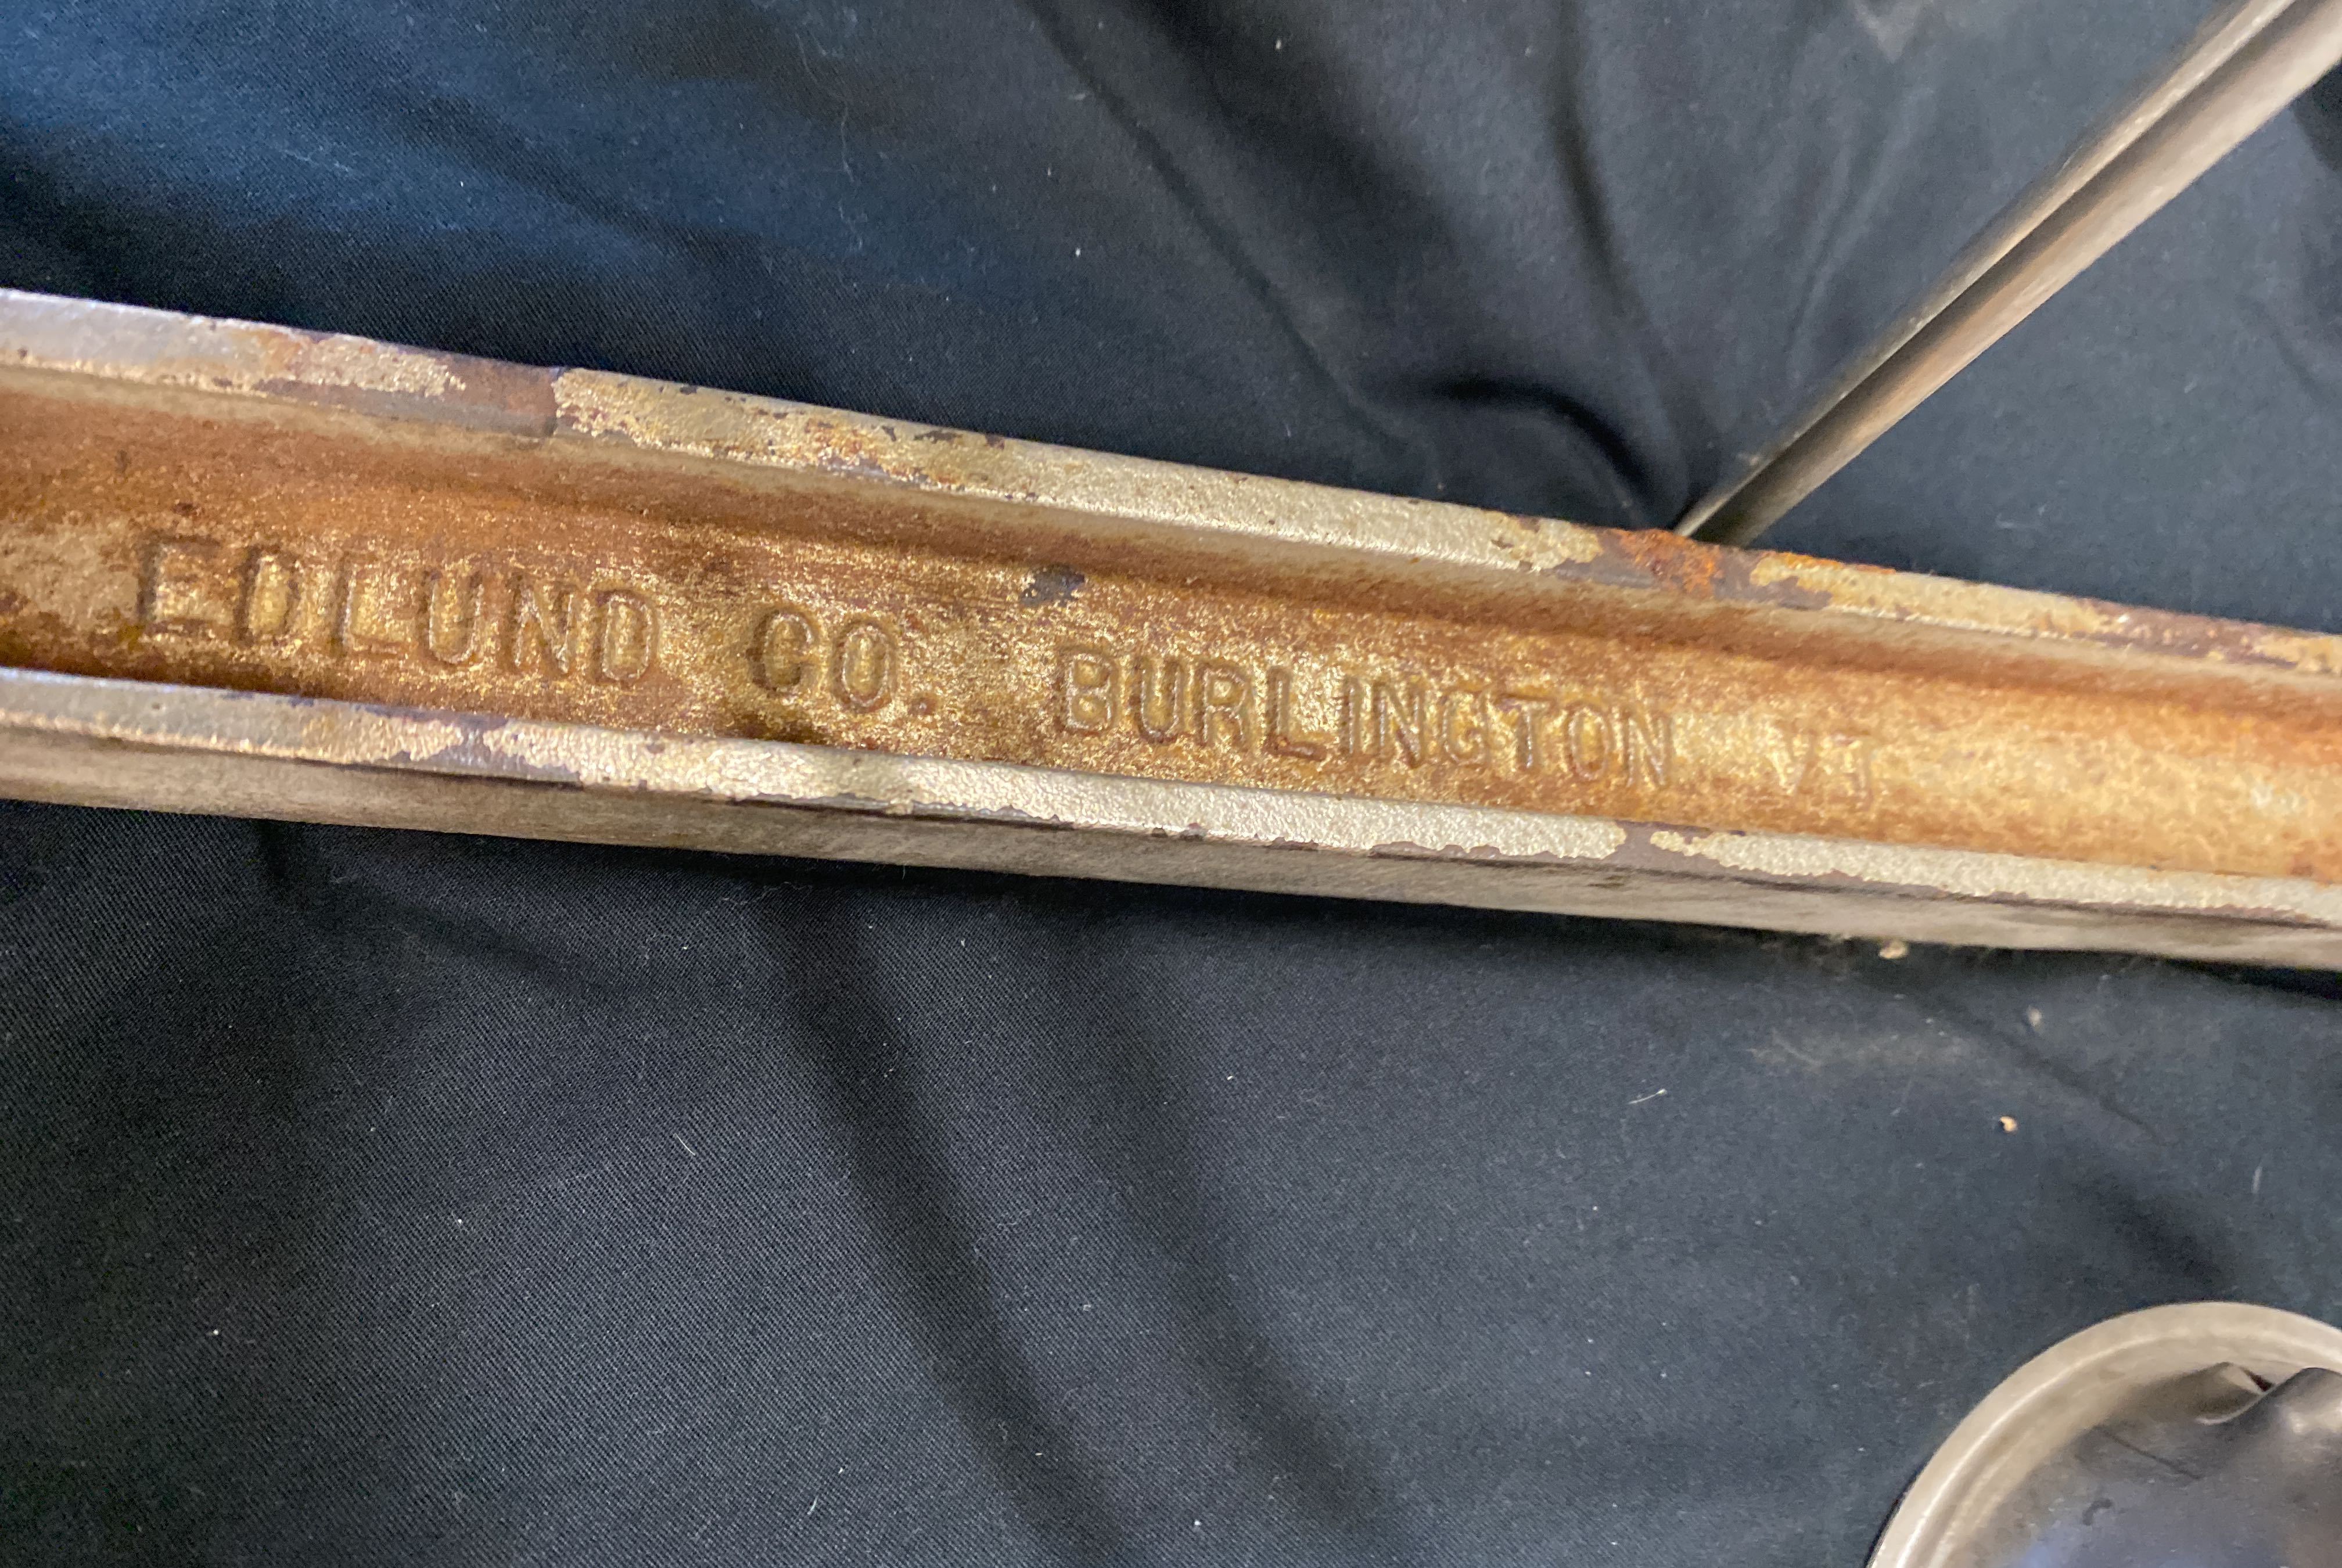 EDLUND CO. BURLINGTON VT